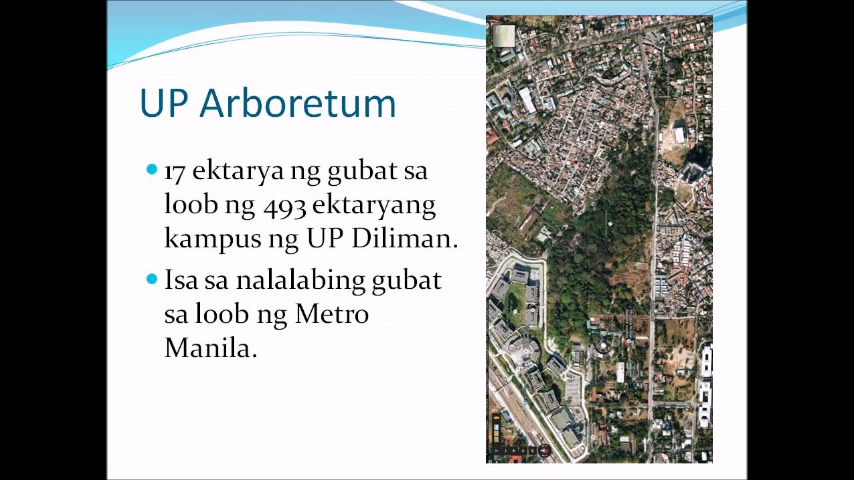 UP Arboretum
17 ektarya ng gubat sa
loob ng 493 ektaryang
kampus ng UP Diliman.
Isa sa nalalabing gubat
sa loob ng Metro
Manila.